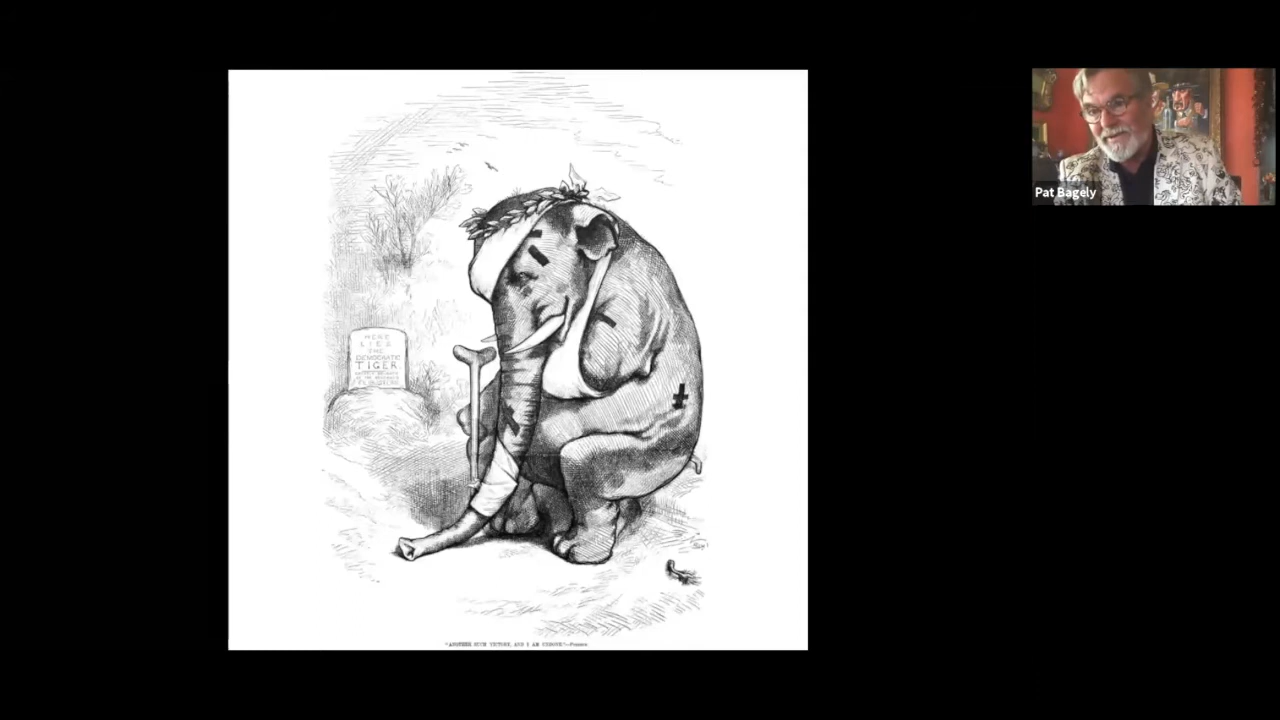 HERE
LIES
THE
DEMOCRATIC
TIGER
"ANOTHER SUCH VICTORY, AND I AM UNDONE"—Pyrrhus
Pat Bagely